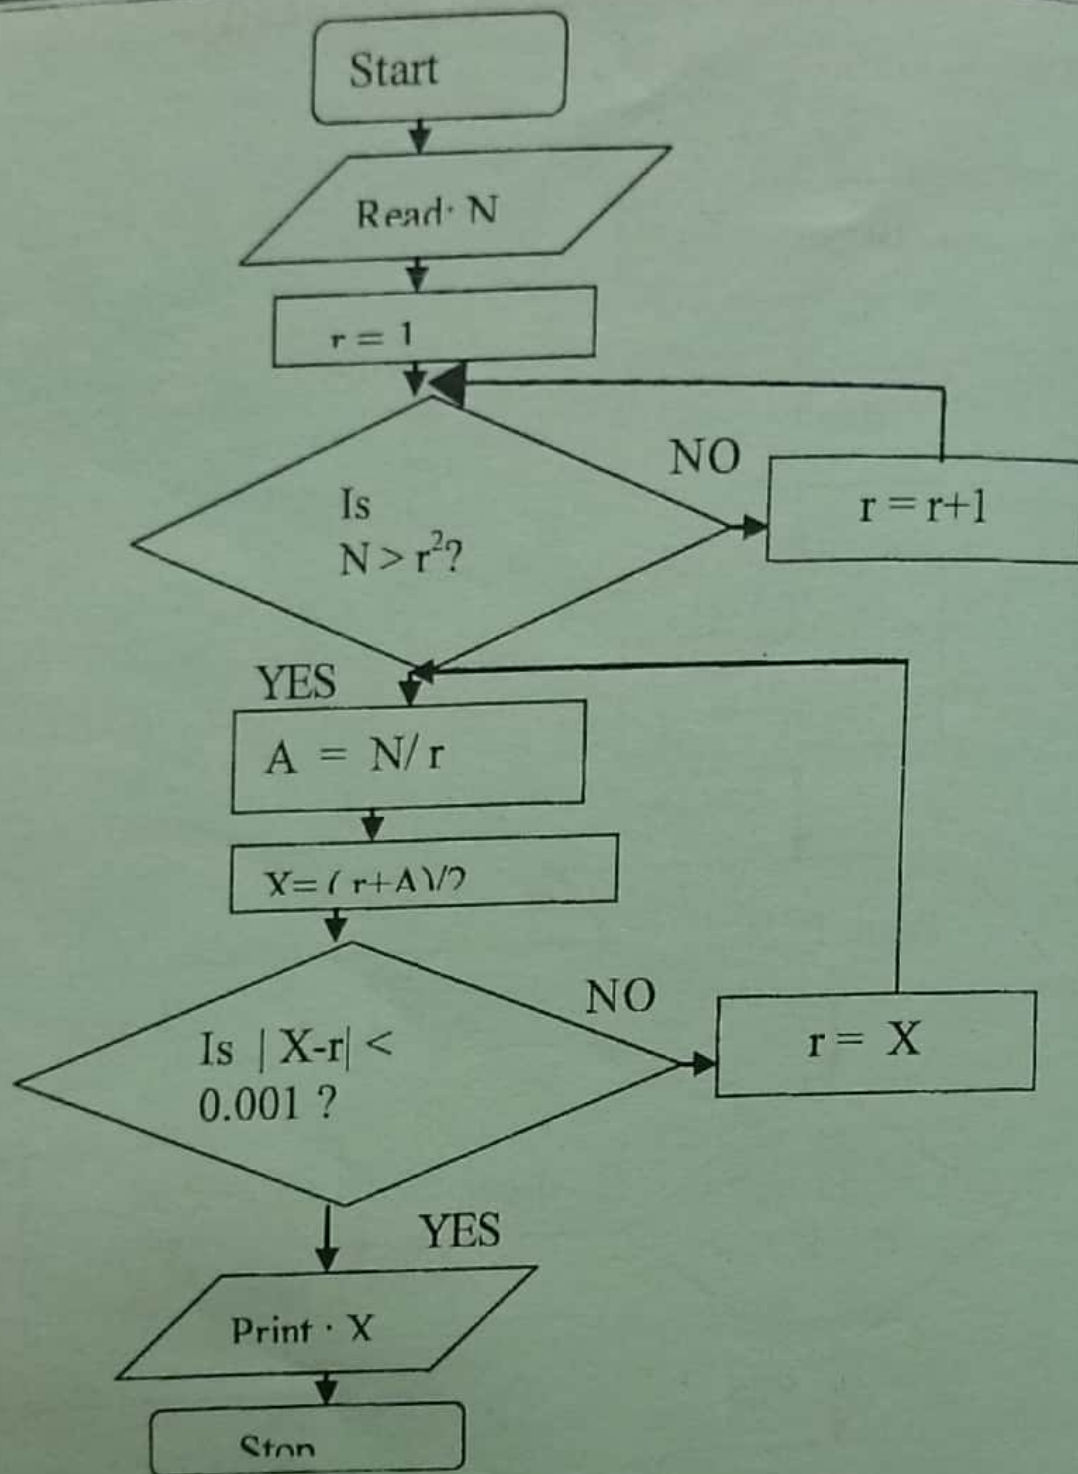 Start
Read: N
r = 1
NO
r = r+1
Is
N > r²?
YES
A = N/ r
X= ( r+A)/2
NO
Is | X-r| <
0.001 ?
r = X
YES
Print : X
Stop